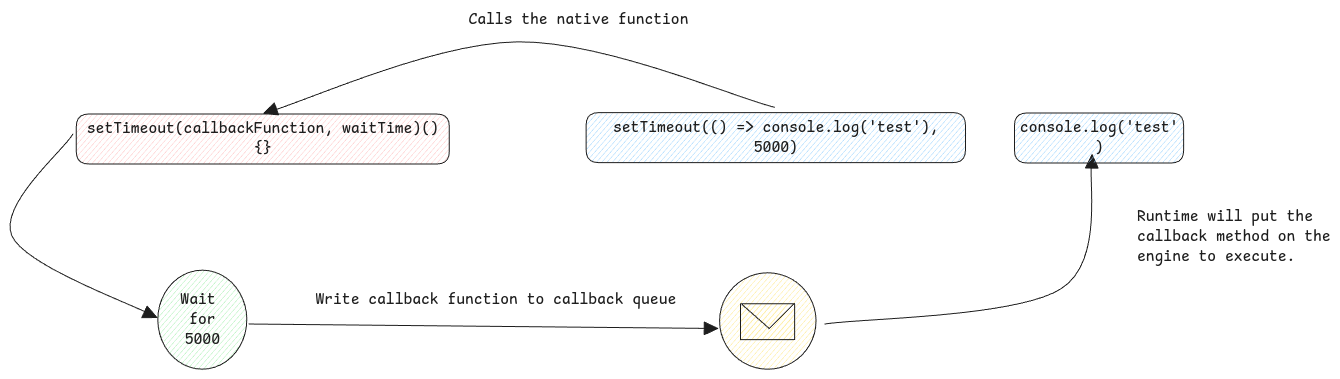 Calls the native function
setTimeout(callbackFunction, waitTime)()
{}
setTimeout(() => console.log('test'),
5000)
console.log('test'
)
Runtime will put the
callback method on the
engine to execute.
Wait
for
5000
Write callback function to callback queue